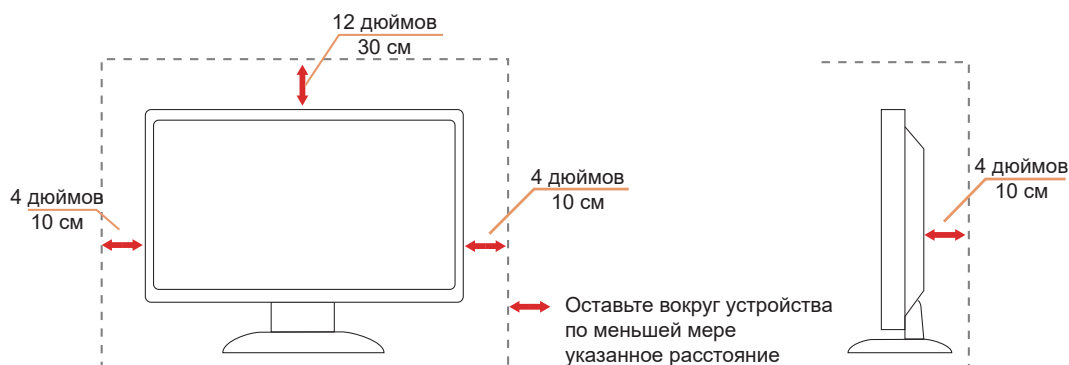 12 дюймов
30 см
4 дюймов
10 см
4 дюймов
10 см
4 дюймов
10 см
Оставьте вокруг устройства
по меньшей мере
указанное расстояние